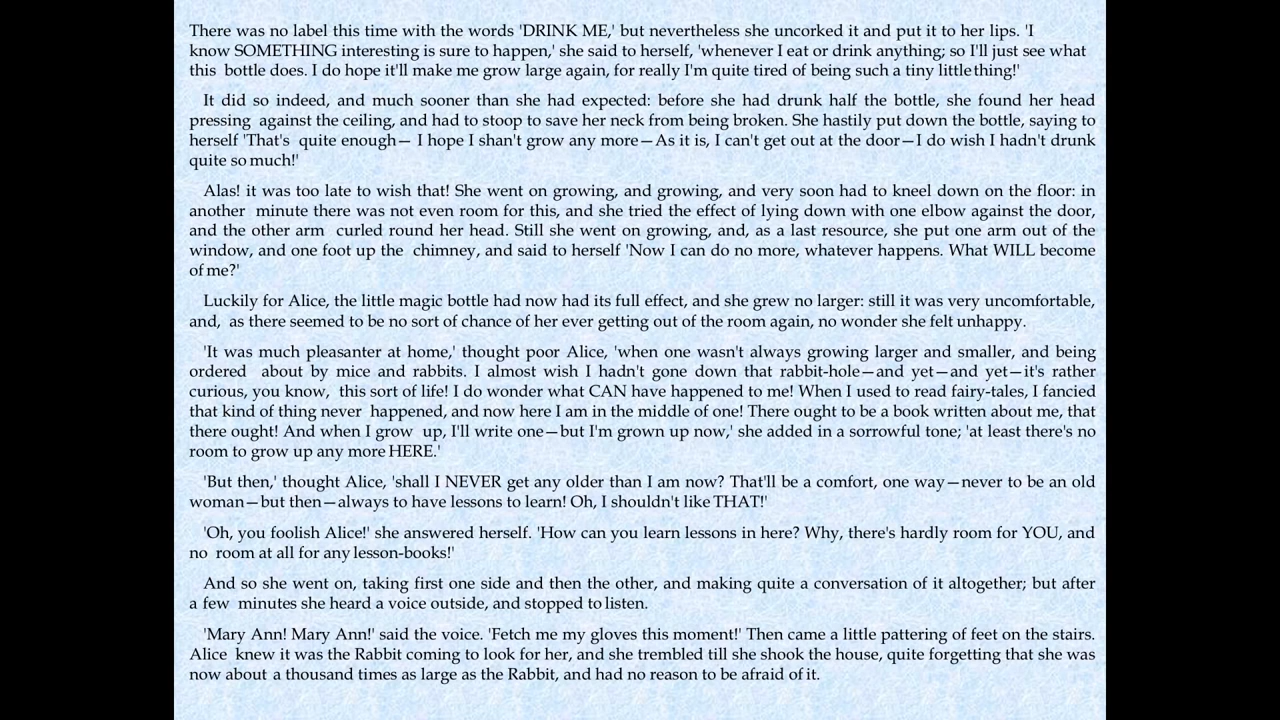 There was no label this time with the words 'DRINK ME,' but nevertheless she uncorked it and put it to her lips. 'I
know SOMETHING interesting is sure to happen,' she said to herself, 'whenever I eat or drink anything; so I'll just see what
this bottle does. I do hope it'll make me grow large again, for really I'm quite tired of being such a tiny little thing!'
It did so indeed, and much sooner than she had expected: before she had drunk half the bottle, she found her head
pressing against the ceiling, and had to stoop to save her neck from being broken. She hastily put down the bottle, saying to
herself 'That's quite enough— I hope I shan't grow any more—As it is, I can't get out at the door—I do wish I hadn't drunk
quite so much!'
Alas! it was too late to wish that! She went on growing, and growing, and very soon had to kneel down on the floor: in
another minute there was not even room for this, and she tried the effect of lying down with one elbow against the door,
and the other arm curled round her head. Still she went on growing, and, as a last resource, she put one arm out of the
window, and one foot up the chimney, and said to herself 'Now I can do no more, whatever happens. What WILL become
of me?'
Luckily for Alice, the little magic bottle had now had its full effect, and she grew no larger: still it was very uncomfortable,
and, as there seemed to be no sort of chance of her ever getting out of the room again, no wonder she felt unhappy.
'It was much pleasanter at home,' thought poor Alice, 'when one wasn't always growing larger and smaller, and being
ordered about by mice and rabbits. I almost wish I hadn't gone down that rabbit-hole—and yet—and yet—it's rather
curious, you know, this sort of life! I do wonder what CAN have happened to me! When I used to read fairy-tales, I fancied
that kind of thing never happened, and now here I am in the middle of one! There ought to be a book written about me, that
there ought! And when I grow up, I'll write one—but I'm grown up now,' she added in a sorrowful tone; 'at least there's no
room to grow up any more HERE.'
'But then,' thought Alice, 'shall I NEVER get any older than I am now? That'll be a comfort, one way—never to be an old
woman—but then—always to have lessons to learn! Oh, I shouldn't like THAT!'
'Oh, you foolish Alice!' she answered herself. 'How can you learn lessons in here? Why, there's hardly room for YOU, and
no room at all for any lesson-books!'
And so she went on, taking first one side and then the other, and making quite a conversation of it altogether; but after
a few minutes she heard a voice outside, and stopped to listen.
'Mary Ann! Mary Ann!' said the voice. 'Fetch me my gloves this moment!' Then came a little pattering of feet on the stairs.
Alice knew it was the Rabbit coming to look for her, and she trembled till she shook the house, quite forgetting that she was
now about a thousand times as large as the Rabbit, and had no reason to be afraid of it.